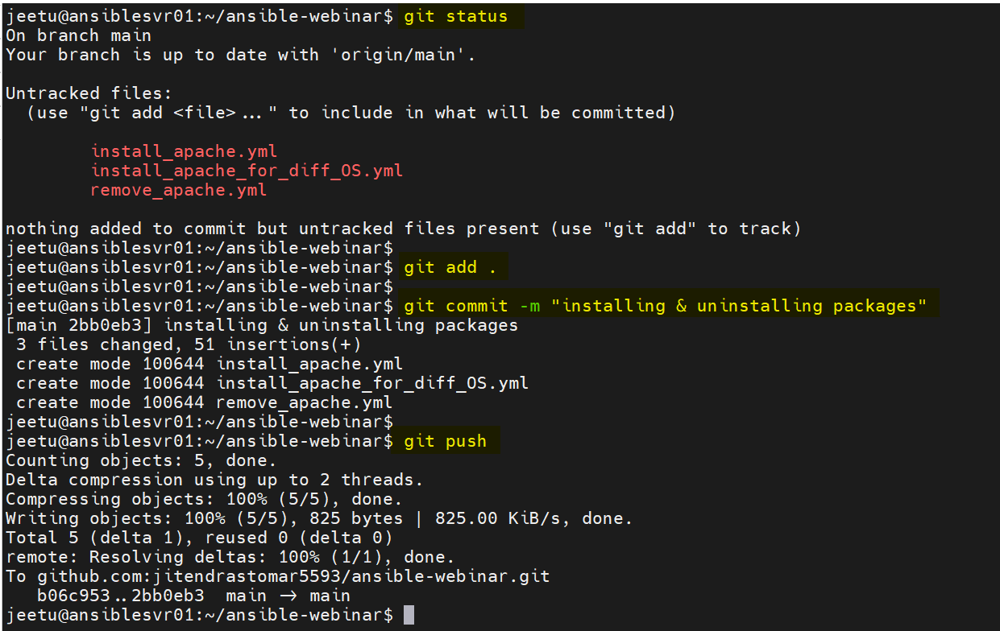 jeetu@ansiblesvr01:~/ansible-webinar$ git status
On branch main
Your branch is up to date with 'origin/main'.
Untracked files:
(use "git add <file>..." to include in what will be committed)
install_apache.yml
install_apache_for_diff_OS.yml
remove_apache.yml
nothing added to commit but untracked files present (use "git add" to track)
jeetu@ansiblesvr01:~/ansible-webinar$
jeetu@ansiblesvr01:~/ansible-webinar$ git add .
jeetu@ansiblesvr01:~/ansible-webinar$
jeetu@ansiblesvr01:~/ansible-webinar$ git commit -m "installing & uninstalling packages"
[main 2bb0eb3] installing & uninstalling packages
3 files changed, 51 insertions(+)
create mode 100644 install_apache.yml
create mode 100644 install_apache_for_diff_OS.yml
create mode 100644 remove_apache.yml
jeetu@ansiblesvr01:~/ansible-webinar$
jeetu@ansiblesvr01:~/ansible-webinar$ git push
Counting objects: 5, done.
Delta compression using up to 2 threads.
Compressing objects: 100% (5/5), done.
Writing objects: 100% (5/5), 825 bytes | 825.00 KiB/s, done.
Total 5 (delta 1), reused 0 (delta 0)
remote: Resolving deltas: 100% (1/1), done.
To github.com:jitendrastomar5593/ansible-webinar.git
b06c953..2bb0eb3  main -> main
jeetu@ansiblesvr01:~/ansible-webinar$